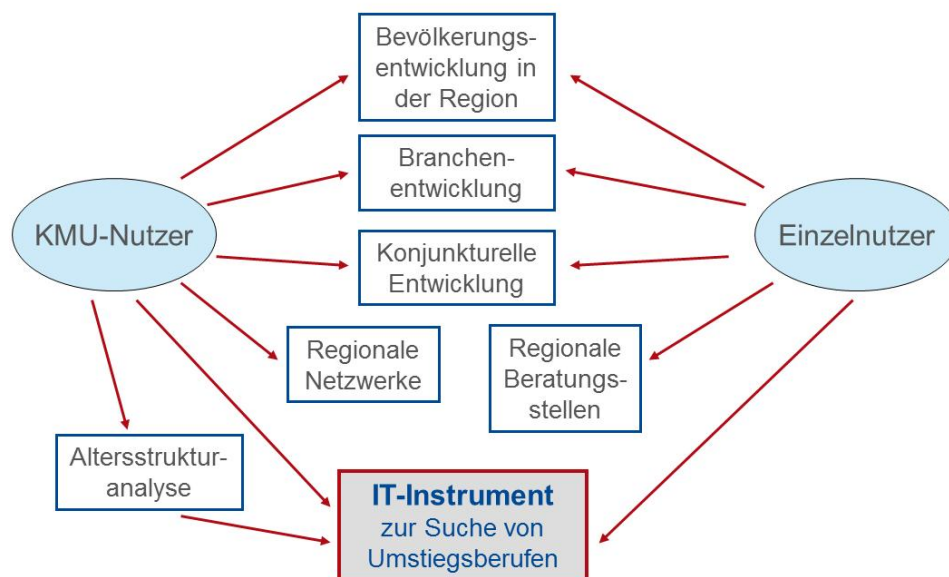 Bevölkerungs-
entwicklung in
der Region
Branchen-
entwicklung
KMU-Nutzer
Einzelnutzer
Konjunkturelle
Entwicklung
Regionale
Netzwerke
Regionale
Beratungs-
stellen
Altersstruktur-
analyse
IT-Instrument
zur Suche von
Umstiegsberufen